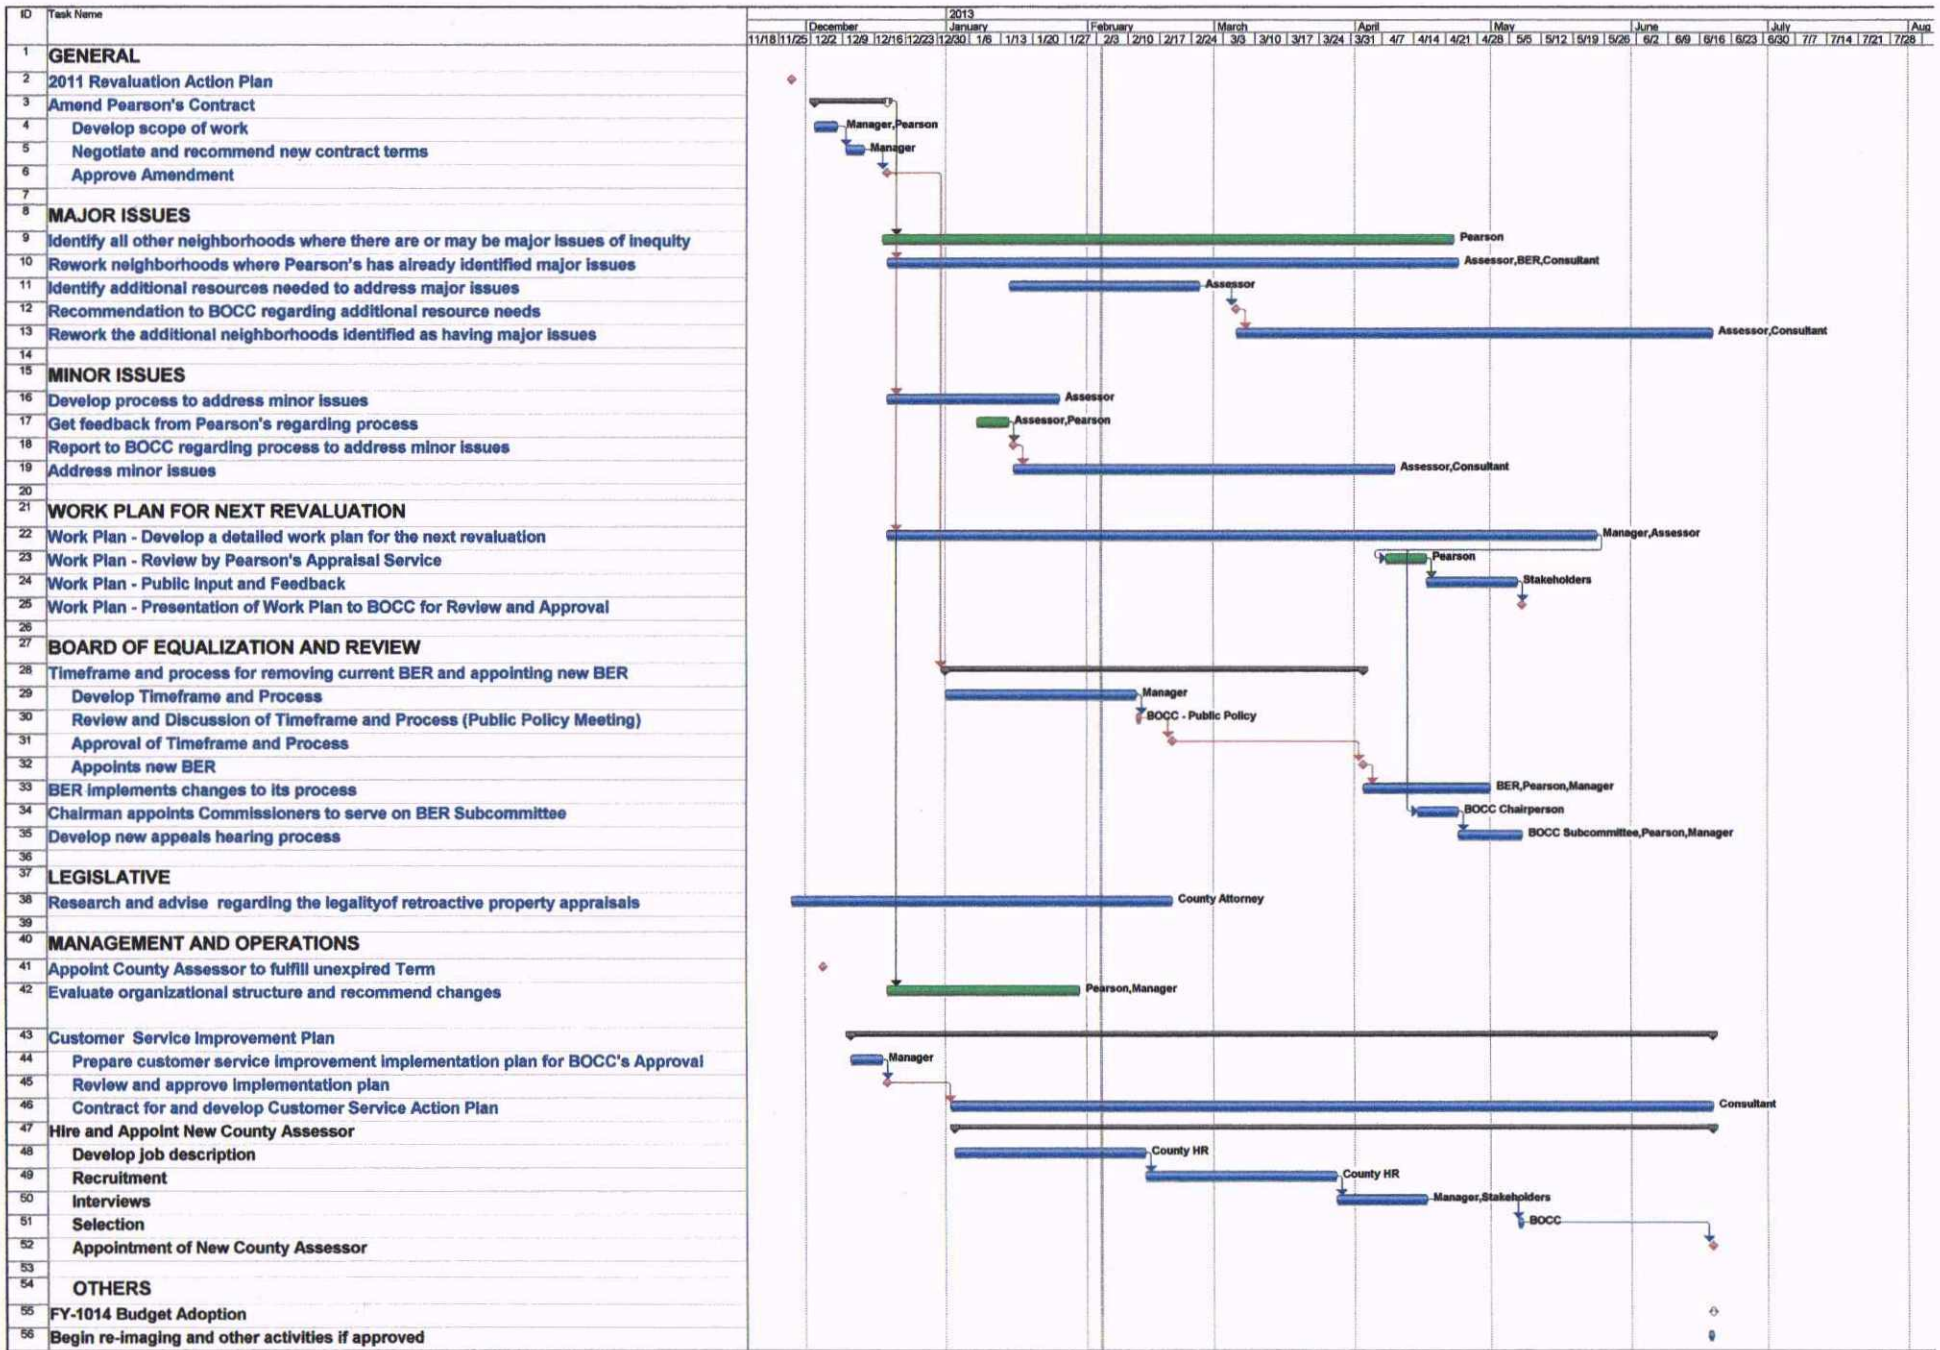 ID Task Name 2013
December January February March April May June July Aug
11/18 11/25 12/2 12/9 12/16 12/23 12/30 1/6 1/13 1/20 1/27 2/3 2/10 2/17 2/24 3/3 3/10 3/17 3/24 3/31 4/7 4/14 4/21 4/28 5/5 5/12 5/19 5/26 6/2 6/9 6/16 6/23 6/30 7/7 7/14 7/21 7/28
1 GENERAL
2 2011 Revaluation Action Plan
3 Amend Pearson's Contract
4 Develop scope of work Manager,Pearson
5 Negotiate and recommend new contract terms Manager
6 Approve Amendment
7
8 MAJOR ISSUES
9 Identify all other neighborhoods where there are or may be major issues of inequity Pearson
10 Rework neighborhoods where Pearson's has already identified major issues Assessor,BER,Consultant
11 Identify additional resources needed to address major issues Assessor
12 Recommendation to BOCC regarding additional resource needs
13 Rework the additional neighborhoods identified as having major issues Assessor,Consultant
14
15 MINOR ISSUES
16 Develop process to address minor issues Assessor
17 Get feedback from Pearson's regarding process Assessor,Pearson
18 Report to BOCC regarding process to address minor issues
19 Address minor issues Assessor,Consultant
20
21 WORK PLAN FOR NEXT REVALUATION
22 Work Plan - Develop a detailed work plan for the next revaluation Manager,Assessor
23 Work Plan - Review by Pearson's Appraisal Service Pearson
24 Work Plan - Public Input and Feedback Stakeholders
25 Work Plan - Presentation of Work Plan to BOCC for Review and Approval
26
27 BOARD OF EQUALIZATION AND REVIEW
28 Timeframe and process for removing current BER and appointing new BER
29 Develop Timeframe and Process Manager
30 Review and Discussion of Timeframe and Process (Public Policy Meeting) BOCC - Public Policy
31 Approval of Timeframe and Process
32 Appoints new BER
33 BER implements changes to its process BER,Pearson,Manager
34 Chairman appoints Commissioners to serve on BER Subcommittee BOCC Chairperson
35 Develop new appeals hearing process BOCC Subcommittee,Pearson,Manager
36
37 LEGISLATIVE
38 Research and advise regarding the legalityof retroactive property appraisals County Attorney
39
40 MANAGEMENT AND OPERATIONS
41 Appoint County Assessor to fulfill unexpired Term
42 Evaluate organizational structure and recommend changes Pearson,Manager
43 Customer Service Improvement Plan
44 Prepare customer service improvement implementation plan for BOCC's Approval Manager
45 Review and approve implementation plan
46 Contract for and develop Customer Service Action Plan Consultant
47 Hire and Appoint New County Assessor
48 Develop job description County HR
49 Recruitment County HR
50 Interviews Manager,Stakeholders
51 Selection BOCC
52 Appointment of New County Assessor
53
54 OTHERS
55 FY-1014 Budget Adoption
56 Begin re-imaging and other activities if approved